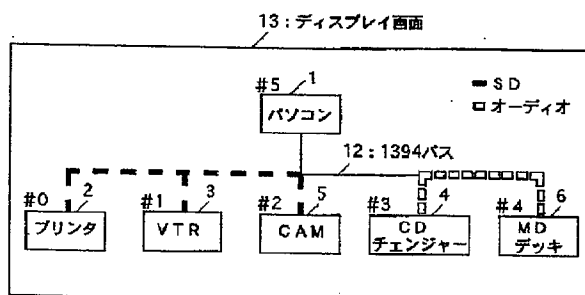 13:ディスプレイ画面
#5 1
パソコン
SD
オーディオ
12:1394バス
#0 2
プリンタ
#1 3
VTR
#2 5
CAM
#3 4
CD
チェンジャー
#4 6
MD
デッキ